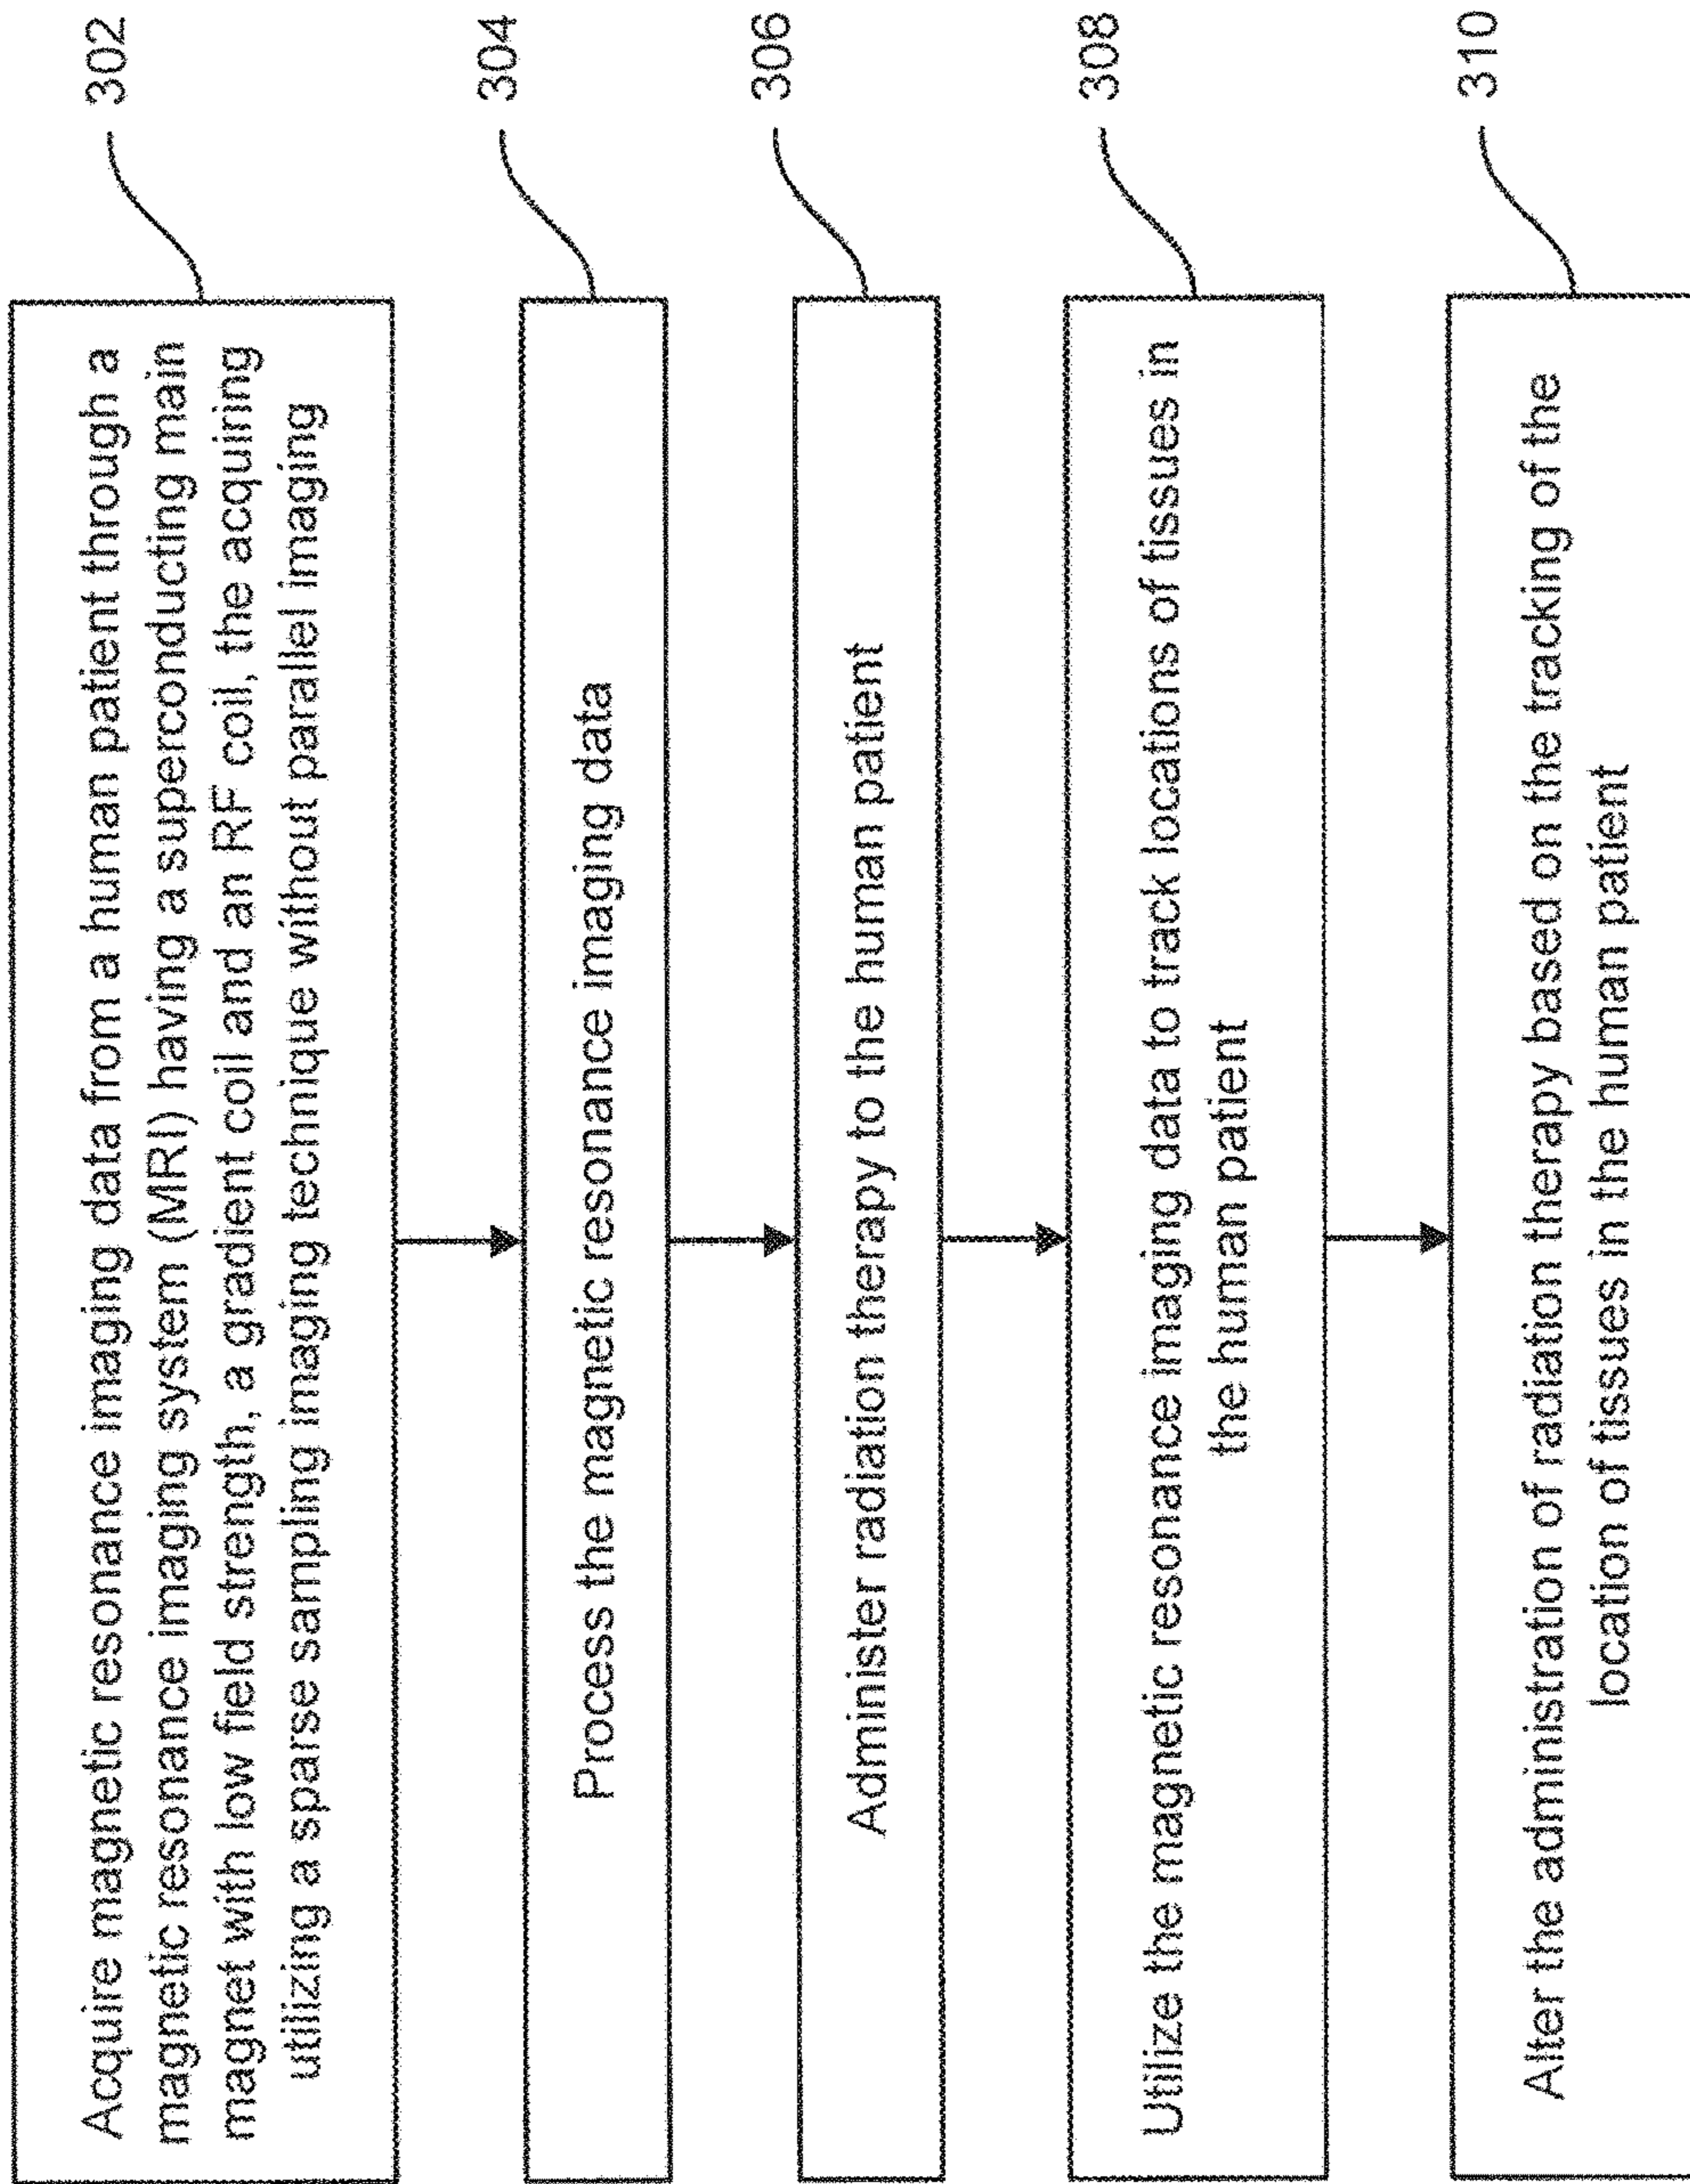 Acquire magnetic resonance imaging data from a human patient through a
magnetic resonance imaging system (MRI) having a superconducting main
magnet with low field strength, a gradient coil and an RF coil, the acquiring
utilizing a sparse sampling imaging technique without parallel imaging
302
Process the magnetic resonance imaging data
304
Administer radiation therapy to the human patient
306
Utilize the magnetic resonance imaging data to track locations of tissues in
the human patient
308
Alter the administration of radiation therapy based on the tracking of the
location of tissues in the human patient
310